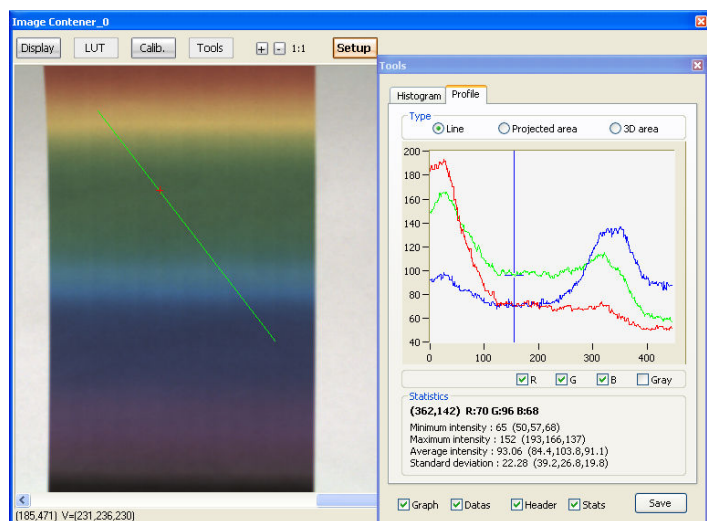 Image Contener_0
Display LUT Calib. Tools + - 1:1 Setup
Tools
Histogram Profile
Type
Line Projected area 3D area
200
180
160
140
120
100
80
60
40
0 100 200 300 400
R G B Gray
Statistics
(362,142) R:70 G:96 B:68
Minimum intensity : 65 (50,57,68)
Maximum intensity : 152 (193,166,137)
Average intensity : 93.06 (84.4,103.8,91.1)
Standard deviation : 22.28 (39.2,26.8,19.8)
Graph Datas Header Stats Save
(185,471) V=(231,236,230)